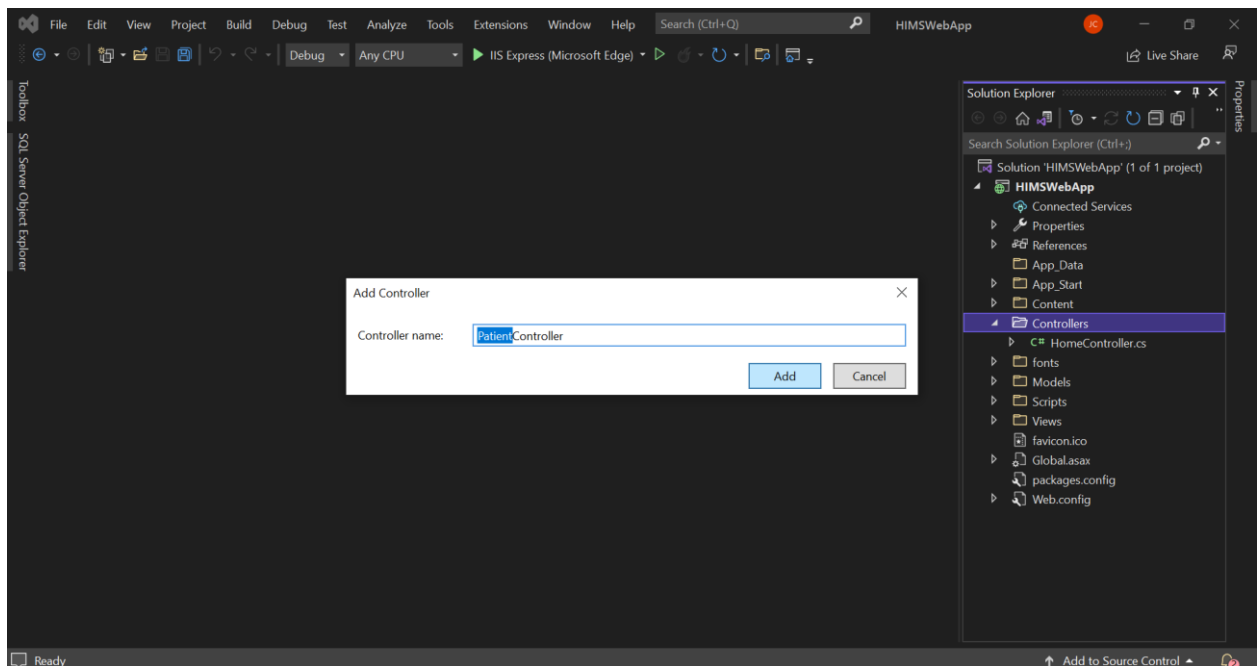 File Edit View Project Build Debug Test Analyze Tools Extensions Window Help Search (Ctrl+Q) HIMSWebApp JC
Debug Any CPU IIS Express (Microsoft Edge) Live Share
Toolbox
SQL Server Object Explorer
Add Controller
Controller name: PatientController
Add Cancel
Solution Explorer
Search Solution Explorer (Ctrl+;)
Solution 'HIMSWebApp' (1 of 1 project)
HIMSWebApp
Connected Services
Properties
References
App_Data
App_Start
Content
Controllers
C# HomeController.cs
fonts
Models
Scripts
Views
favicon.ico
Global.asax
packages.config
Web.config
Properties
Ready Add to Source Control 2